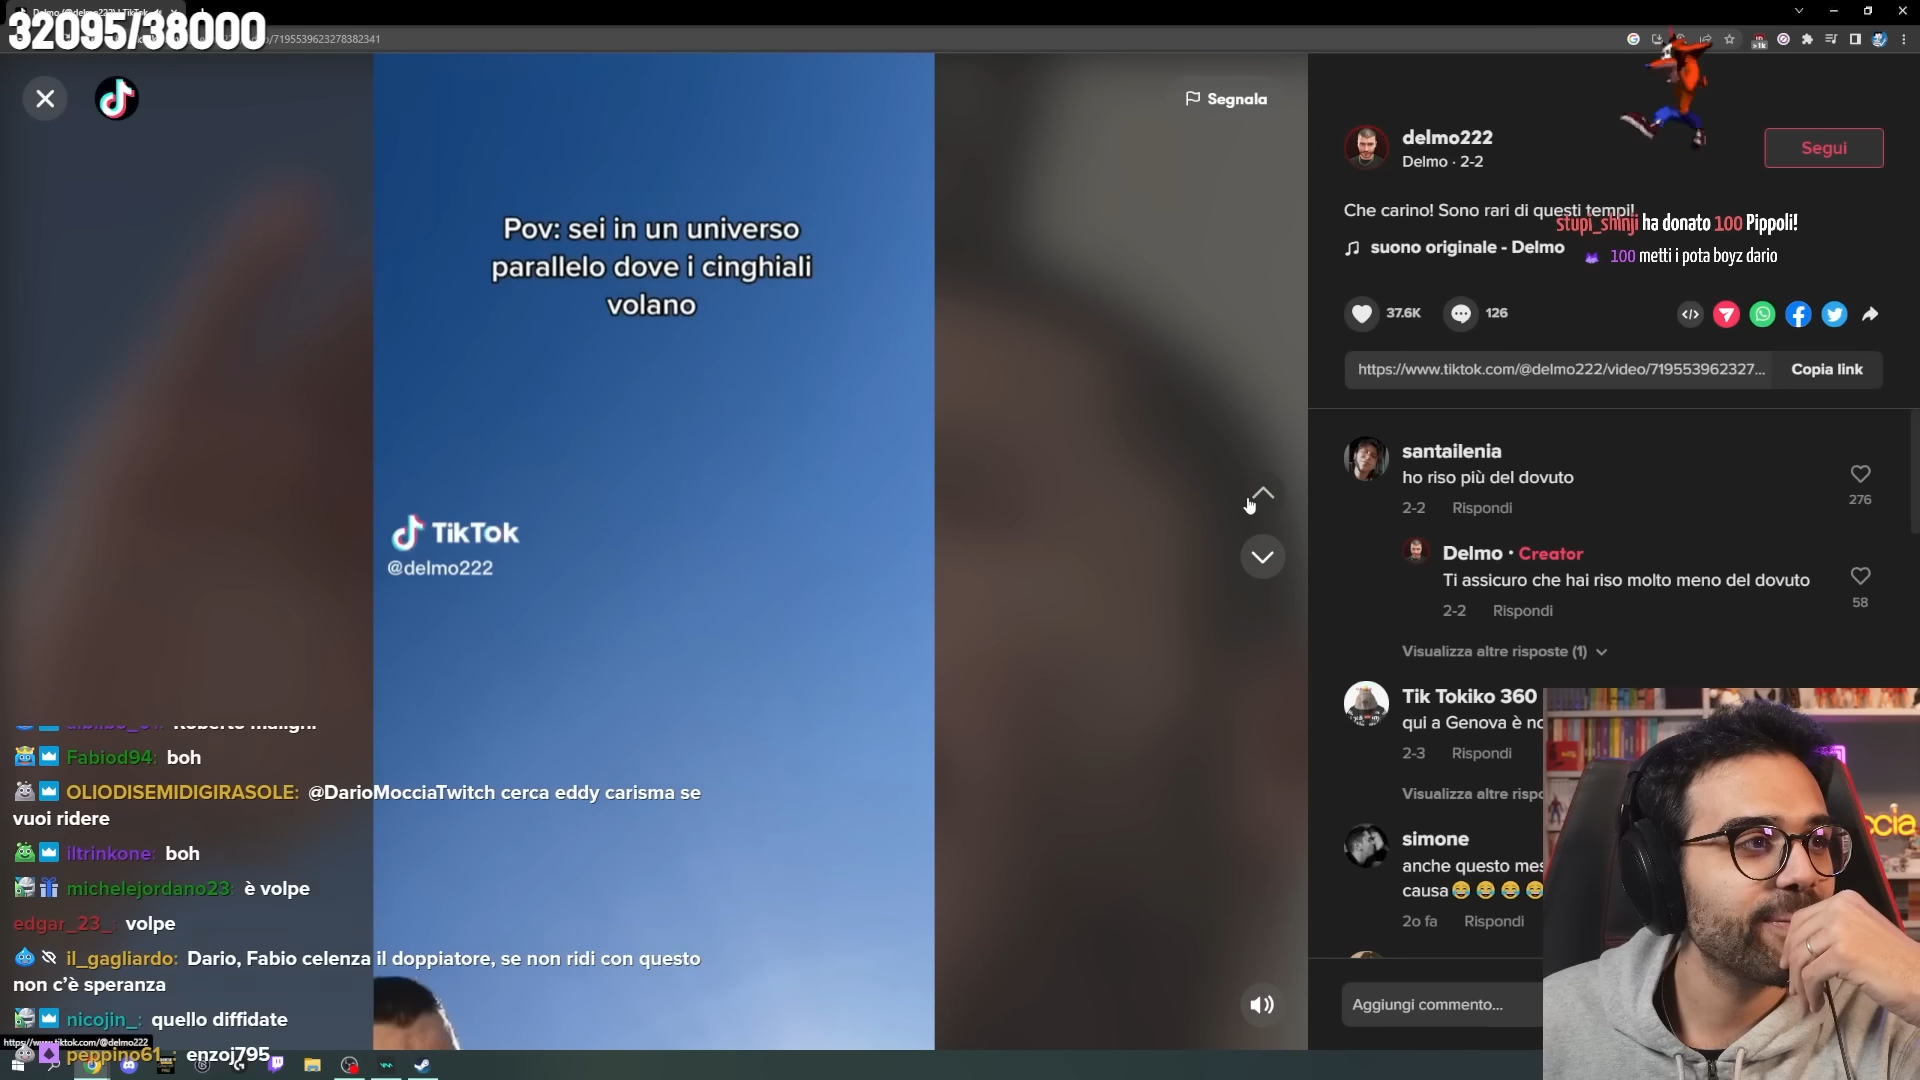 32095/38000
/7195539623278382341
Segnala
Pov: sei in un universo
parallelo dove i cinghiali
volano
TikTok
@delmo222
delmo222
Delmo · 2-2
Segui
Che carino! Sono rari di questi tempi!
stupi_shinji ha donato 100 Pippoli!
suono originale - Delmo
100 metti i pota boyz dario
37.6K
126
https://www.tiktok.com/@delmo222/video/719553962327...
Copia link
santailenia
ho riso più del dovuto
2-2 Rispondi
276
Delmo · Creator
Ti assicuro che hai riso molto meno del dovuto
2-2 Rispondi
58
Visualizza altre risposte (1)
Tik Tokiko 360
qui a Genova è
2-3 Rispondi
Visualizza altre
simone
anche questo
causa😂😂😂😂
2o fa Rispondi
Aggiungi commento...
Fabiod94: boh
OLIODISEMIDIGIRASOLE: @DarioMocciaTwitch cerca eddy carisma se
vuoi ridere
iltrinkone: boh
michelejordano23: è volpe
edgar_23_: volpe
il_gagliardo: Dario, Fabio celenza il doppiatore, se non ridi con questo
non c’è speranza
nicojin_: quello diffidate
https://www.tiktok.com/@delmo222
peppino61_: enzoj795